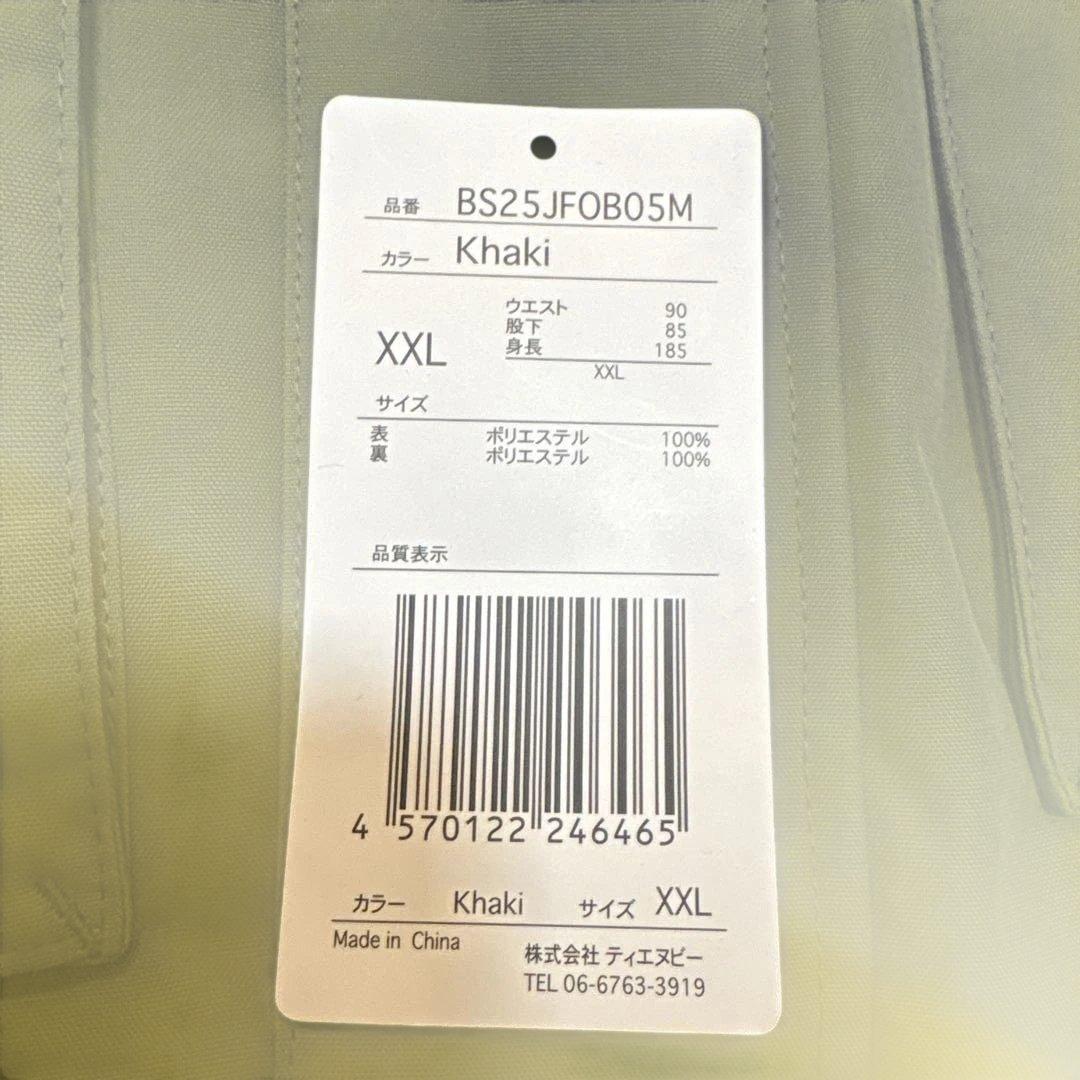 品番 BS25JFOB05M
カラー Khaki
ウエスト 90
股下 85
身長 185
XXL
XXL
サイズ
表 ポリエステル 100%
裏 ポリエステル 100%
品質表示
4 570122 246465
カラー Khaki サイズ XXL
Made in China
株式会社 ティエヌビー
TEL 06-6763-3919